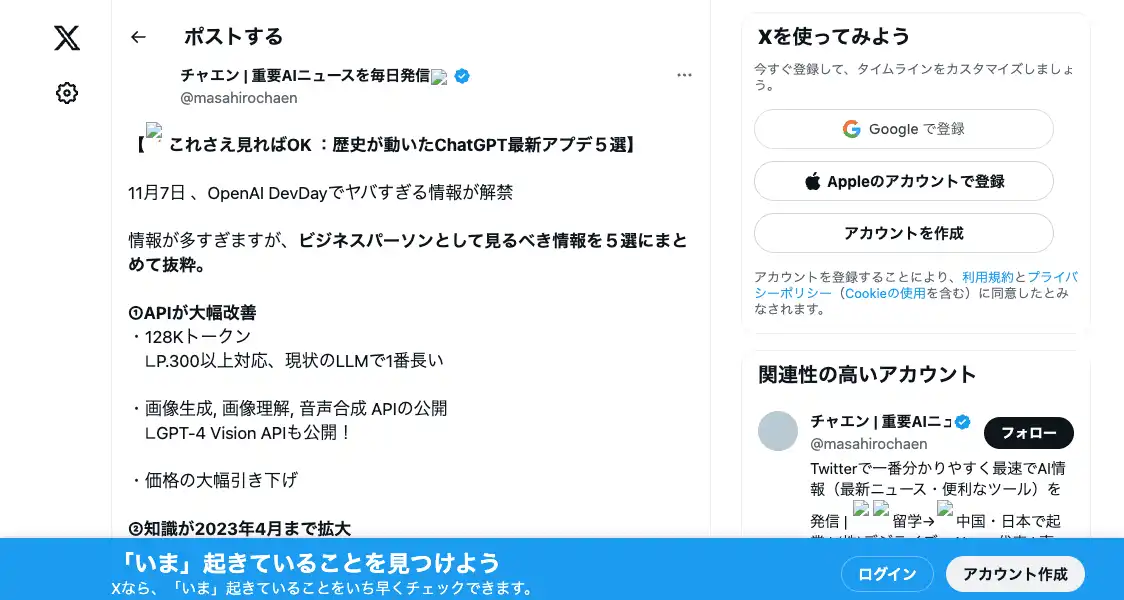 ポストする
チャエン | 重要AIニュースを毎日発信
@masahirochaen
【 これさえ見ればOK ：歴史が動いたChatGPT最新アプデ５選】
11月7日 、OpenAI DevDayでヤバすぎる情報が解禁
情報が多すぎますが、ビジネスパーソンとして見るべき情報を５選にまと
めて抜粋。
①APIが大幅改善
・128Kトークン
　∟P.300以上対応、現状のLLMで1番長い
・画像生成, 画像理解, 音声合成 APIの公開
　∟GPT-4 Vision APIも公開！
・価格の大幅引き下げ
②知識が2023年4月まで拡大
Xを使ってみよう
今すぐ登録して、タイムラインをカスタマイズしましょ
う。
Google で登録
Appleのアカウントで登録
アカウントを作成
アカウントを登録することにより、利用規約とプライバ
シーポリシー（Cookieの使用を含む）に同意したとみ
なされます。
関連性の高いアカウント
チャエン | 重要AIニュ
@masahirochaen
フォロー
Twitterで一番分かりやすく最速でAI情
報（最新ニュース・便利なツール）を
発信 | 留学→ 中国・日本で起
「いま」起きていることを見つけよう
Xなら、「いま」起きていることをいち早くチェックできます。
ログイン
アカウント作成